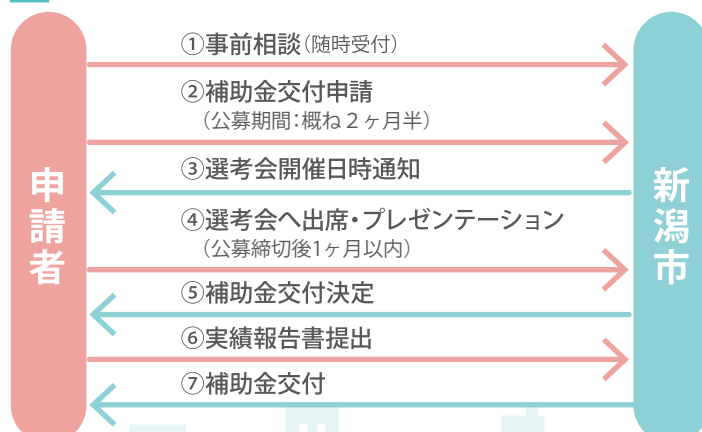 ①事前相談（随時受付）
②補助金交付申請
（公募期間：概ね２ヶ月半）
③選考会開催日時通知
④選考会へ出席・プレゼンテーション
（公募締切後1ヶ月以内）
⑤補助金交付決定
⑥実績報告書提出
⑦補助金交付
申請者
新潟市